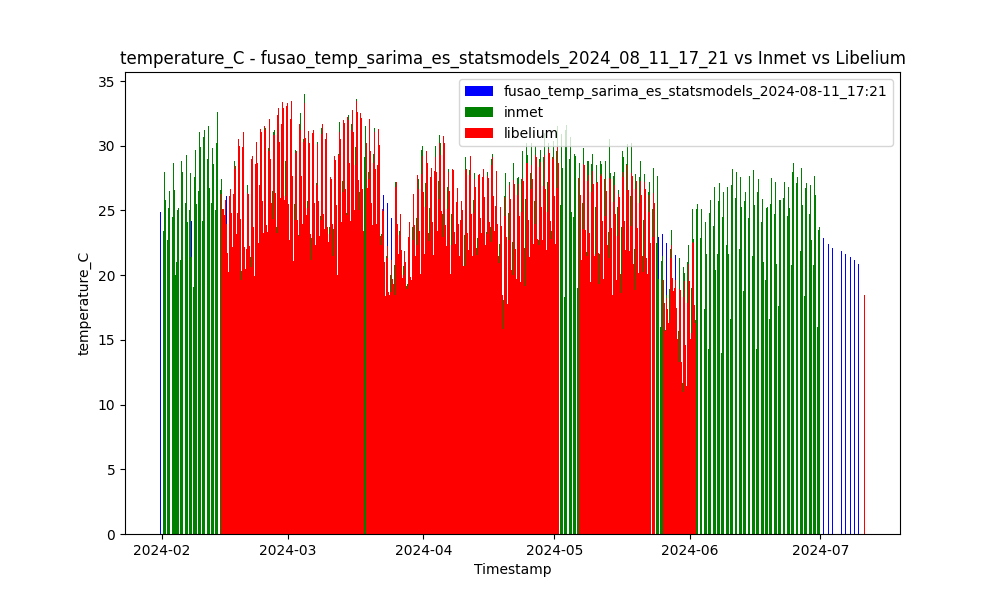 temperature_C - fusao_temp_sarima_es_statsmodels_2024_08_11_17_21 vs Inmet vs Libelium
fusao_temp_sarima_es_statsmodels_2024-08-11_17:21
inmet
libelium
temperature_C
35
30
25
20
15
10
5
0
2024-02
2024-03
2024-04
2024-05
2024-06
2024-07
Timestamp